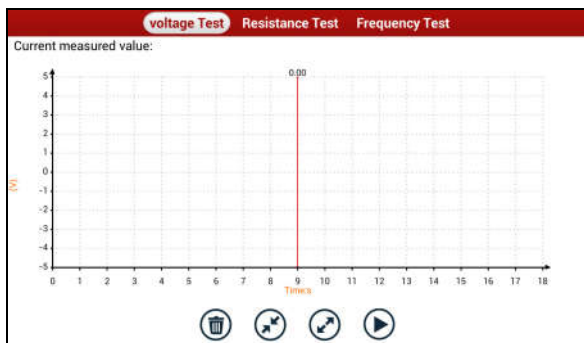 voltage Test Resistance Test Frequency Test
Current measured value:
0.00
5
4
3
2
1
0
-1
-2
-3
-4
-5
(V)
0 1 2 3 4 5 6 7 8 9 10 11 12 13 14 15 16 17 18
Time:s